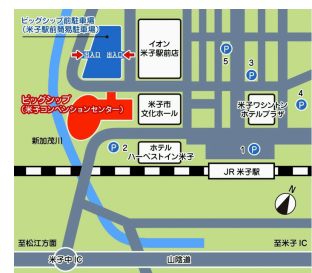 ビッグシップ前駐車場
(米子駅前簡易駐車場)
出入口 出入口
イオン
米子駅前店
P
5
3
P
4
P
ビッグシップ
(米子コンベンションセンター)
米子市
文化ホール
米子ワシントン
ホテルプラザ
新加茂川
P 2
ホテル
ハーベストイン米子
1 P
JR 米子駅
N
至松江方面
至米子IC
米子中IC
山陰道